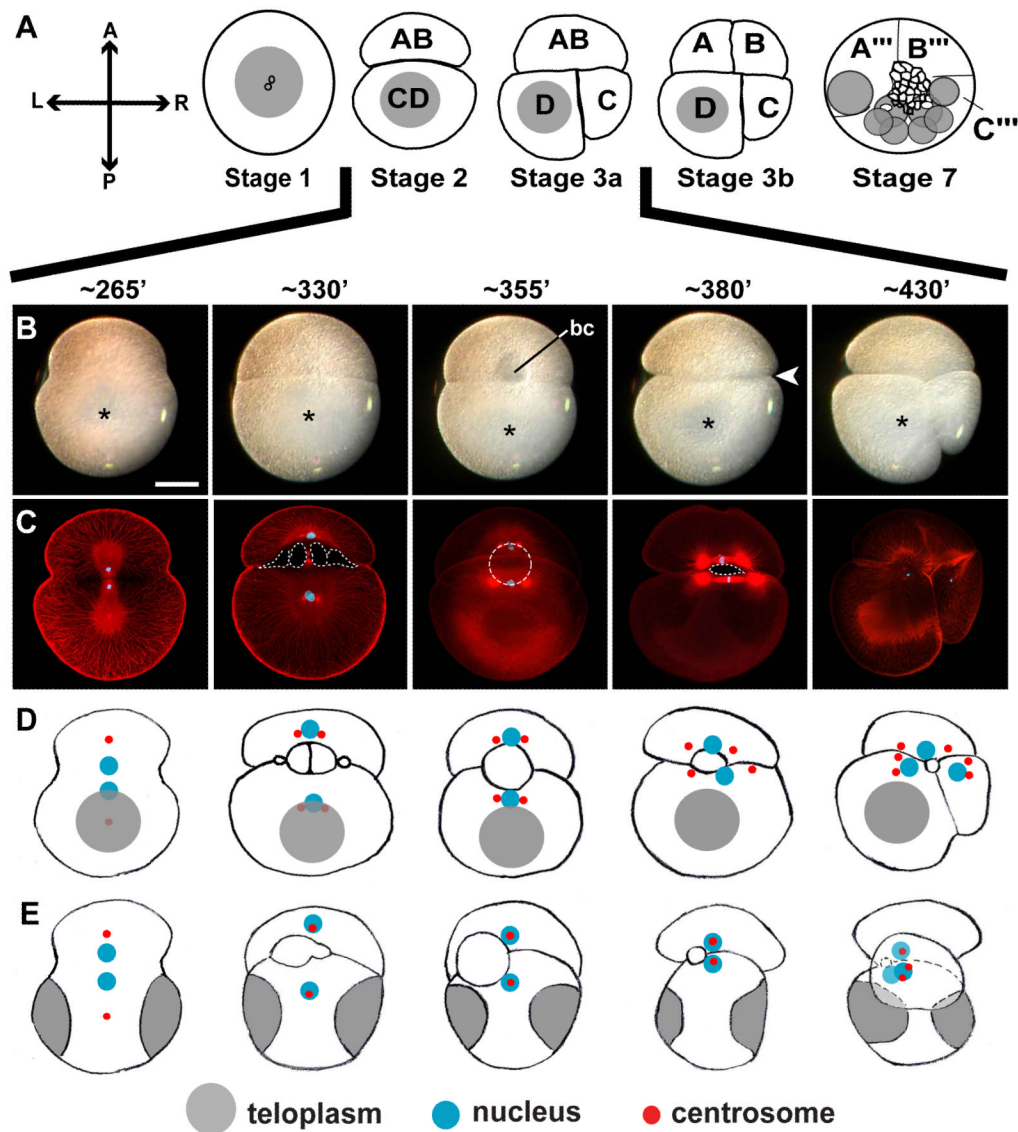 A
A
L R
P
AB
CD
AB
D C
A B
D C
A''' B'''
C'''
Stage 1 Stage 2 Stage 3a Stage 3b Stage 7
~265’ ~330’ ~355’ ~380’ ~430’
B
bc
* * * * *
C
D
E
teloplasm nucleus centrosome